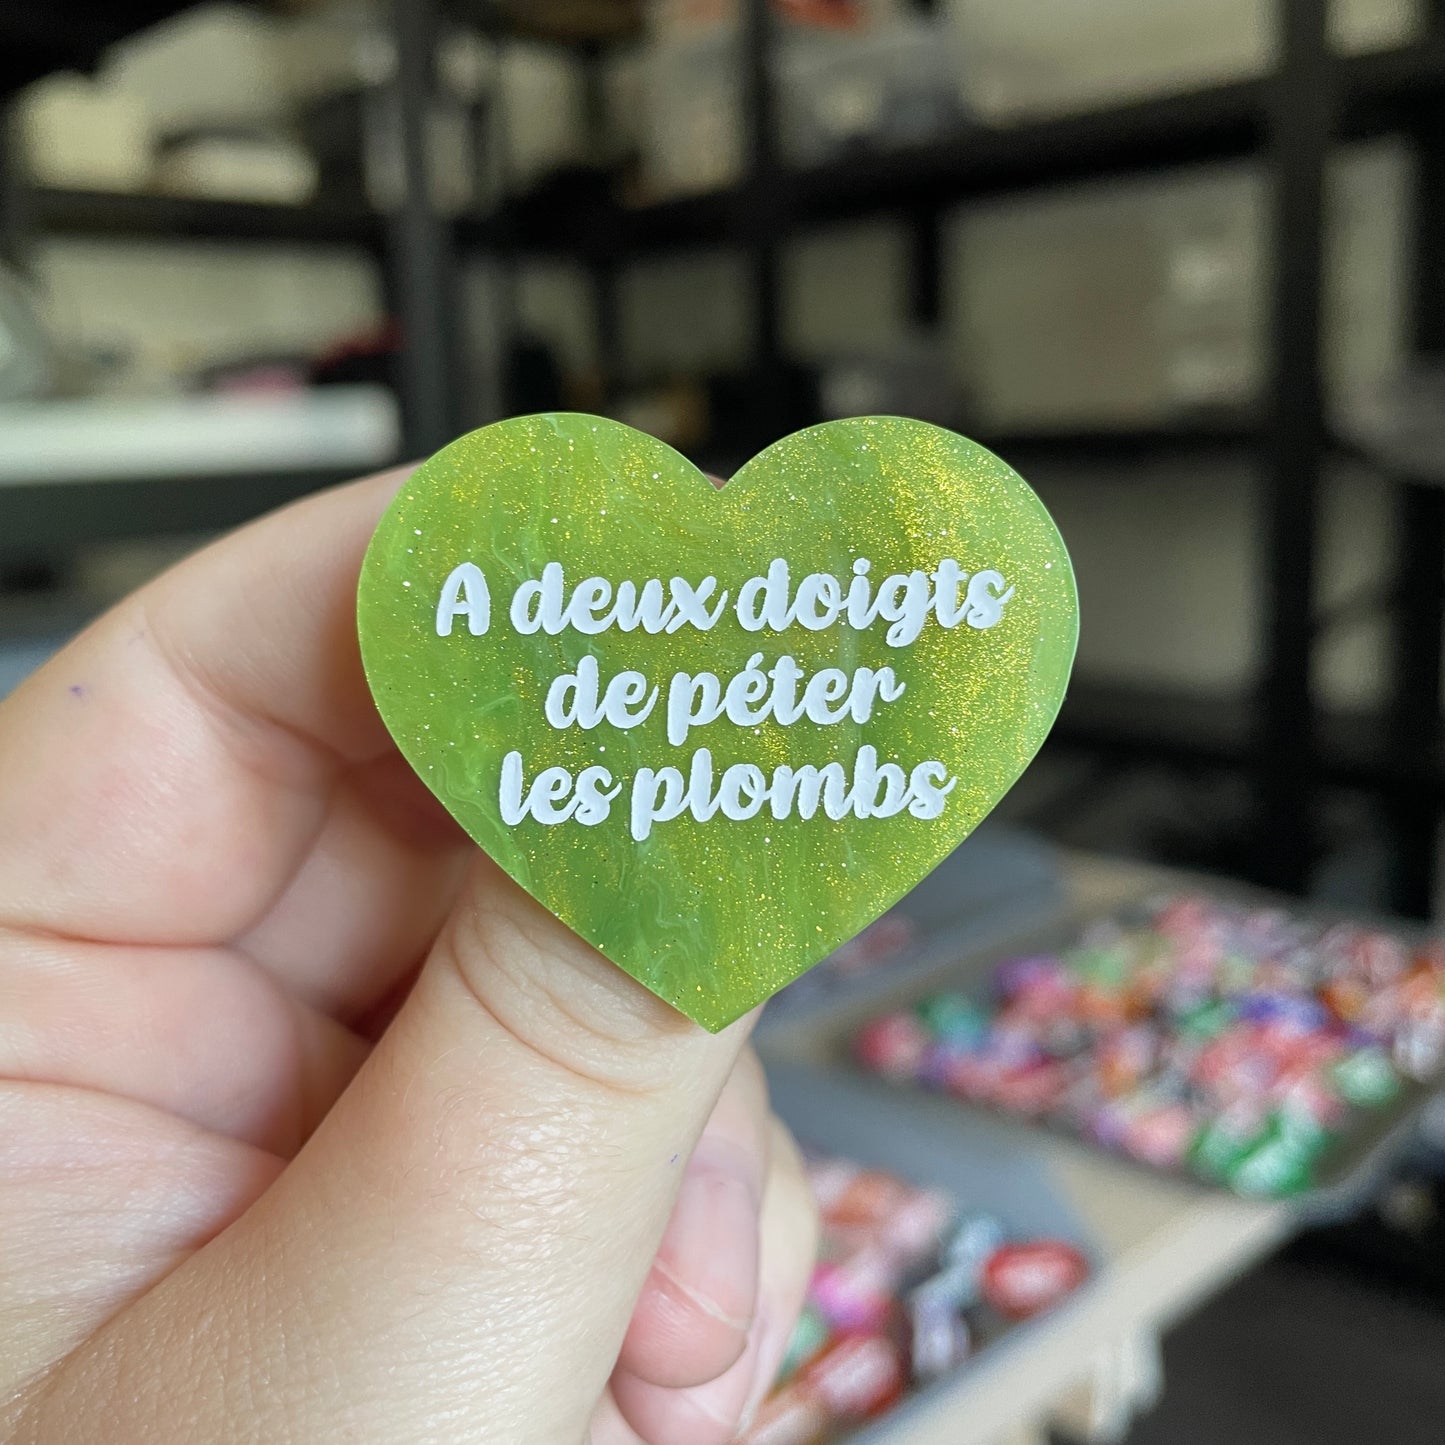 A deux doigts
de péter
les plombs